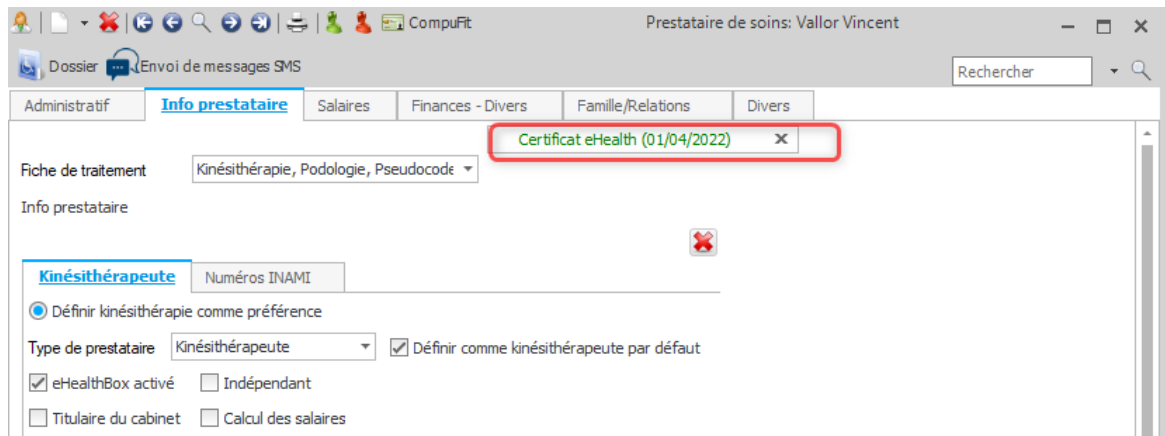 CompuFit Prestataire de soins: Vallor Vincent
Dossier Envoi de messages SMS
Rechercher
Administratif Info prestataire Salaires Finances - Divers Famille/Relations Divers
Certificat eHealth (01/04/2022)
Fiche de traitement Kinésithérapie, Podologie, Pseudocode
Info prestataire
Kinésithérapeute Numéros INAMI
Définir kinésithérapie comme préférence
Type de prestataire Kinésithérapeute Définir comme kinésithérapeute par défaut
eHealthBox activé Indépendant
Titulaire du cabinet Calcul des salaires